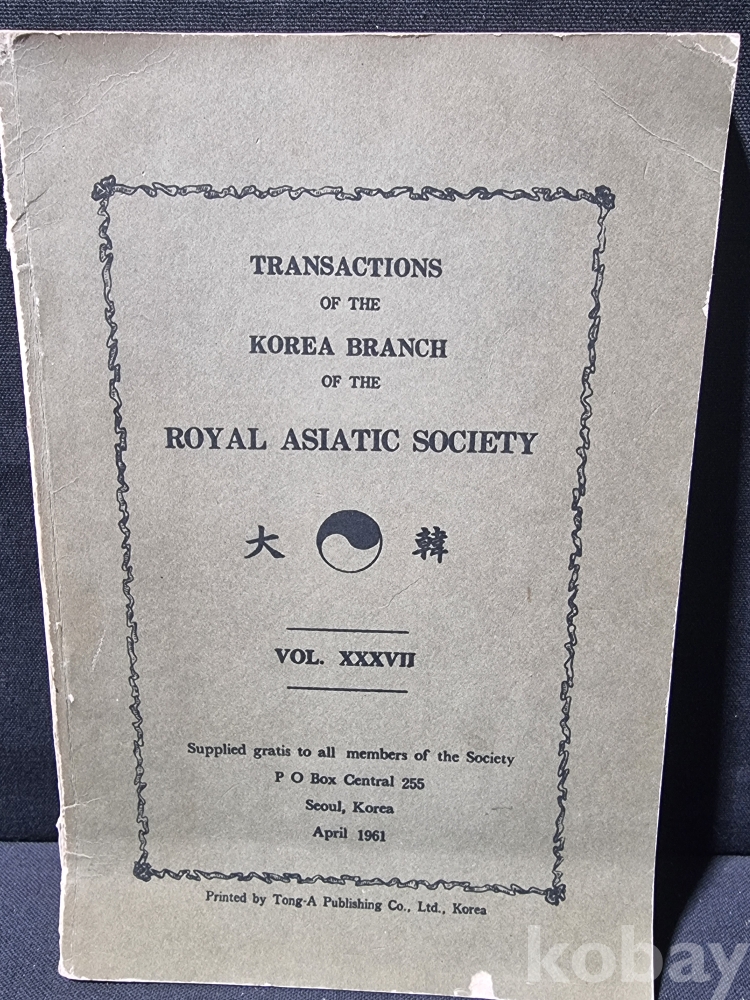 TRANSACTIONS
OF THE
KOREA BRANCH
OF THE
ROYAL ASIATIC SOCIETY
大 韓
VOL. XXXVII
Supplied gratis to all members of the Society
P O Box Central 255
Seoul, Korea
April 1961
Printed by Tong-A Publishing Co., Ltd., Korea
kobay